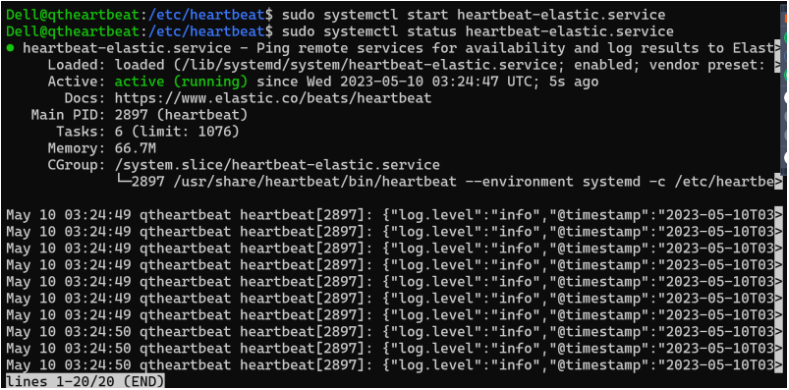 Dell@qtheartbeat:/etc/heartbeat$ sudo systemctl start heartbeat-elastic.service
Dell@qtheartbeat:/etc/heartbeat$ sudo systemctl status heartbeat-elastic.service
● heartbeat-elastic.service - Ping remote services for availability and log results to Elast>
     Loaded: loaded (/lib/systemd/system/heartbeat-elastic.service; enabled; vendor preset: >
     Active: active (running) since Wed 2023-05-10 03:24:47 UTC; 5s ago
       Docs: https://www.elastic.co/beats/heartbeat
   Main PID: 2897 (heartbeat)
      Tasks: 6 (limit: 1076)
     Memory: 66.7M
     CGroup: /system.slice/heartbeat-elastic.service
             └─2897 /usr/share/heartbeat/bin/heartbeat --environment systemd -c /etc/heartbe>
May 10 03:24:49 qtheartbeat heartbeat[2897]: {"log.level":"info","@timestamp":"2023-05-10T03>
May 10 03:24:49 qtheartbeat heartbeat[2897]: {"log.level":"info","@timestamp":"2023-05-10T03>
May 10 03:24:49 qtheartbeat heartbeat[2897]: {"log.level":"info","@timestamp":"2023-05-10T03>
May 10 03:24:49 qtheartbeat heartbeat[2897]: {"log.level":"info","@timestamp":"2023-05-10T03>
May 10 03:24:49 qtheartbeat heartbeat[2897]: {"log.level":"info","@timestamp":"2023-05-10T03>
May 10 03:24:49 qtheartbeat heartbeat[2897]: {"log.level":"info","@timestamp":"2023-05-10T03>
May 10 03:24:49 qtheartbeat heartbeat[2897]: {"log.level":"info","@timestamp":"2023-05-10T03>
May 10 03:24:50 qtheartbeat heartbeat[2897]: {"log.level":"info","@timestamp":"2023-05-10T03>
May 10 03:24:50 qtheartbeat heartbeat[2897]: {"log.level":"info","@timestamp":"2023-05-10T03>
May 10 03:24:50 qtheartbeat heartbeat[2897]: {"log.level":"info","@timestamp":"2023-05-10T03>
lines 1-20/20 (END)